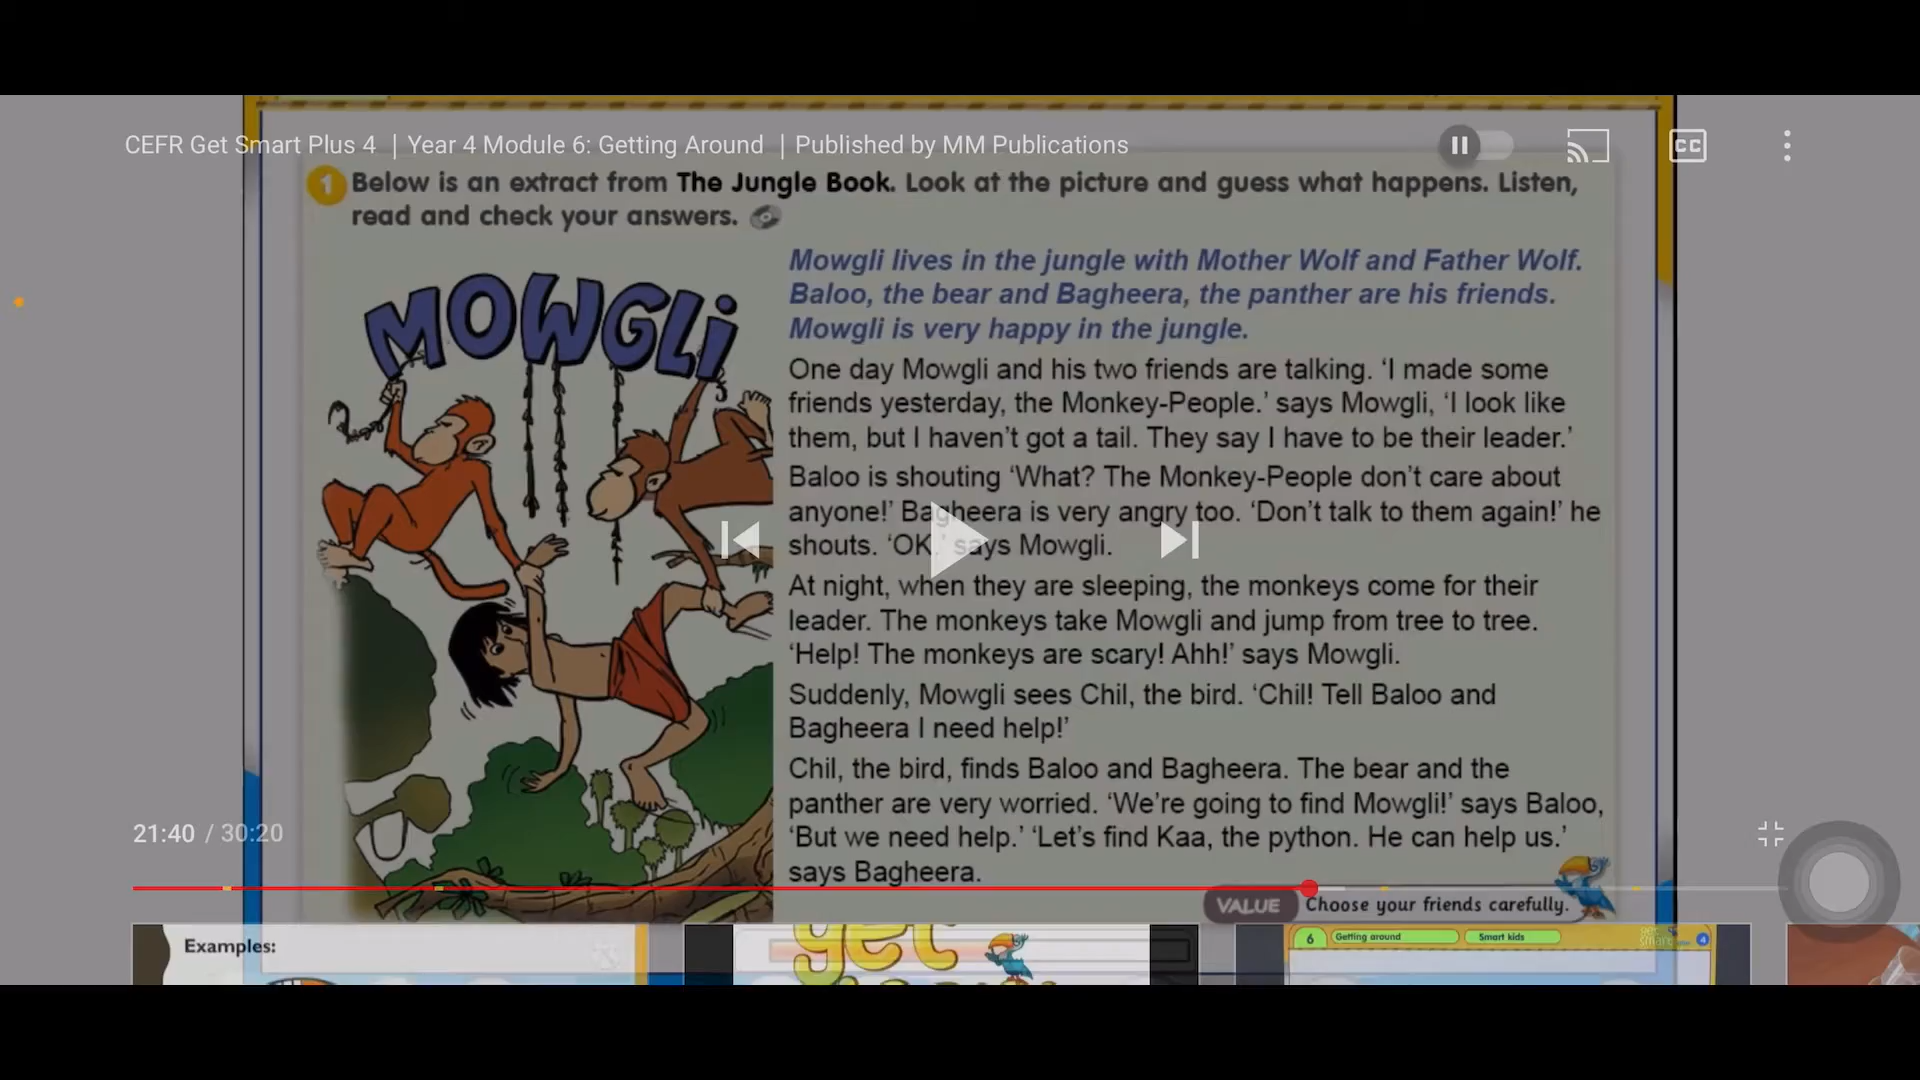 CEFR Get Smart Plus 4 | Year 4 Module 6: Getting Around | Published by MM Publications
CC
1 Below is an extract from The Jungle Book. Look at the picture and guess what happens. Listen,
read and check your answers.
MOWGLi
Mowgli lives in the jungle with Mother Wolf and Father Wolf.
Baloo, the bear and Bagheera, the panther are his friends.
Mowgli is very happy in the jungle.
One day Mowgli and his two friends are talking. ‘I made some
friends yesterday, the Monkey-People.’ says Mowgli, ‘I look like
them, but I haven’t got a tail. They say I have to be their leader.’
Baloo is shouting ‘What? The Monkey-People don’t care about
anyone!’ Bagheera is very angry too. ‘Don’t talk to them again!’ he
shouts. ‘OK.’ says Mowgli.
At night, when they are sleeping, the monkeys come for their
leader. The monkeys take Mowgli and jump from tree to tree.
‘Help! The monkeys are scary! Ahh!’ says Mowgli.
Suddenly, Mowgli sees Chil, the bird. ‘Chil! Tell Baloo and
Bagheera I need help!’
Chil, the bird, finds Baloo and Bagheera. The bear and the
panther are very worried. ‘We’re going to find Mowgli!’ says Baloo,
‘But we need help.’ ‘Let’s find Kaa, the python. He can help us.’
says Bagheera.
21:40 / 30:20
VALUE Choose your friends carefully.
Examples:
get
6 Getting around Smart kids get smart 4